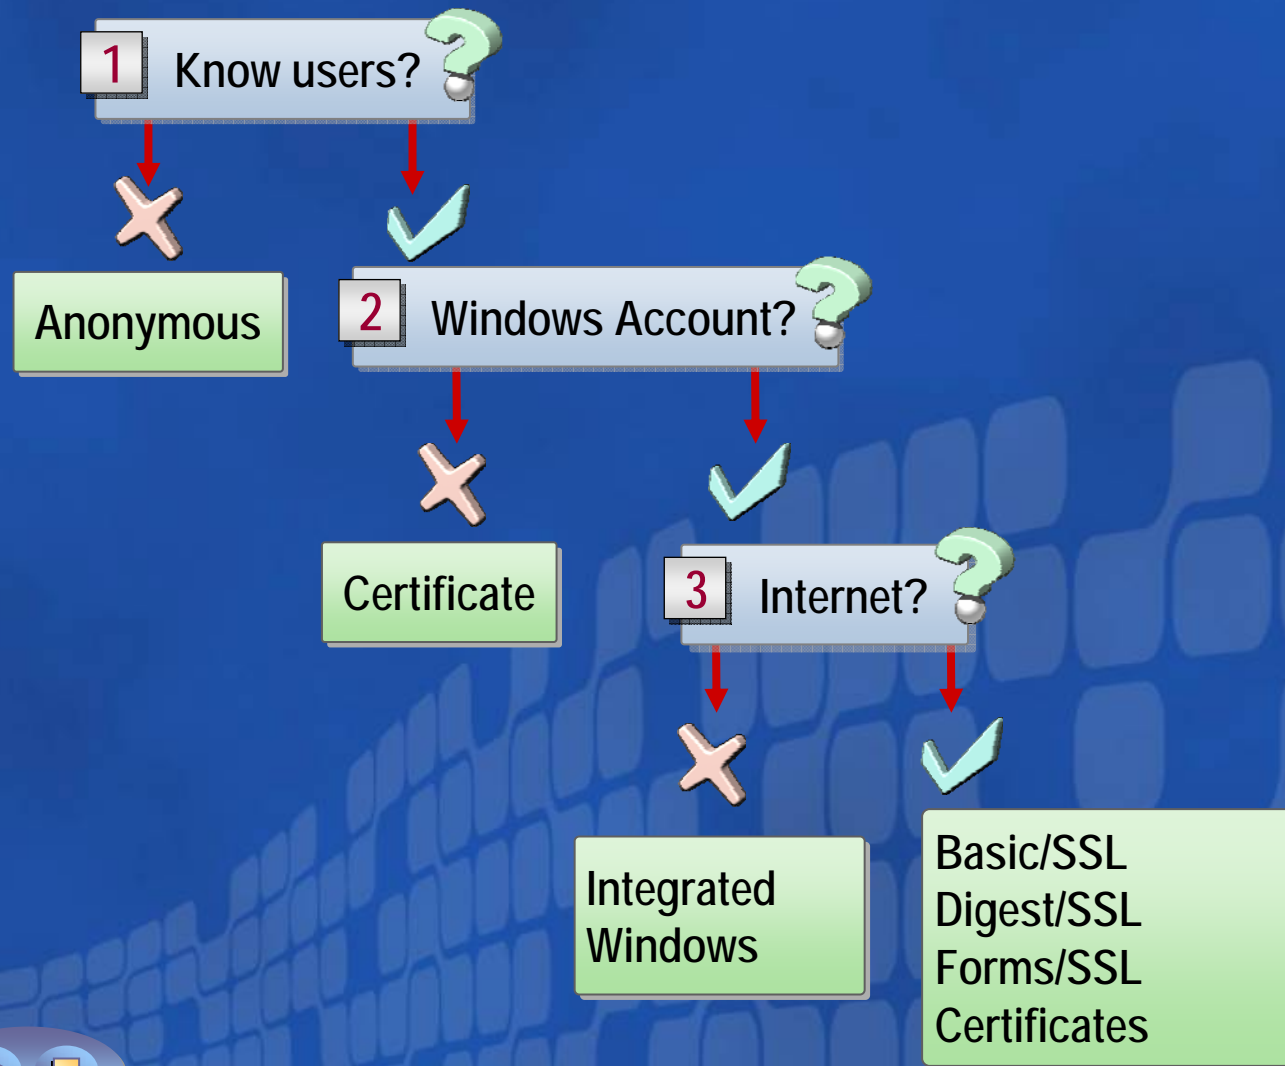 1 Know users?
Anonymous
2 Windows Account?
Certificate
3 Internet?
Integrated
Windows
Basic/SSL
Digest/SSL
Forms/SSL
Certificates